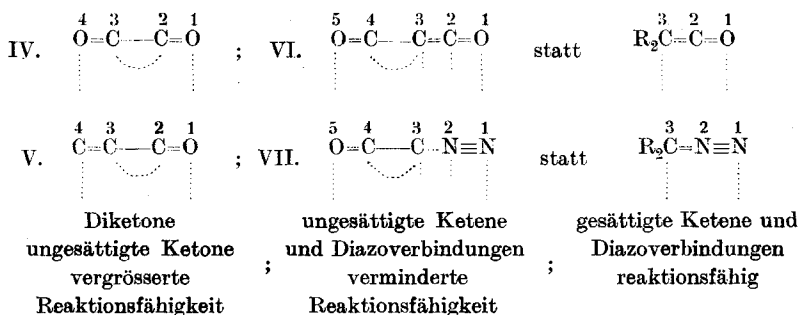 4 3 2 1 5 4 3 2 1 3 2 1
IV. O=C—C=O ; VI. O=C—C=C=O statt R₂C=C=O
4 3 2 1 5 4 3 2 1 3 2 1
V. C=C—C=O ; VII. O=C—C=N≡N statt R₂C=N≡N
Diketone ungesättigte Ketene gesättigte Ketene und
ungesättigte Ketone und Diazoverbindungen Diazoverbindungen
vergrösserte ; verminderte ; reaktionsfähig
Reaktionsfähigkeit Reaktionsfähigkeit